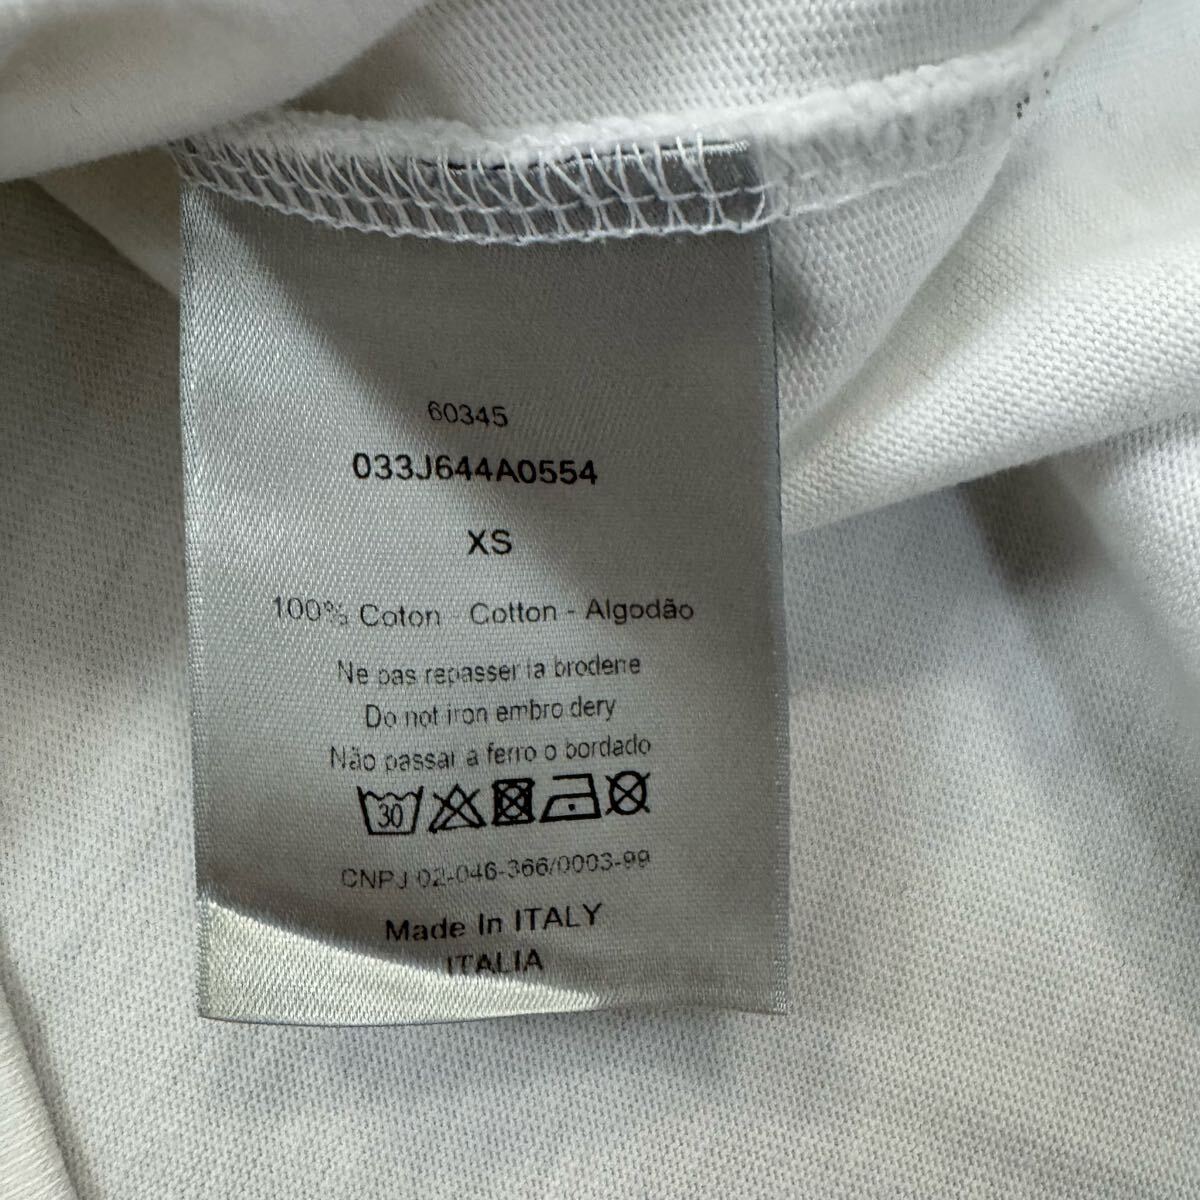 60345
033J644A0554
XS
100% Coton - Cotton - Algodão
Ne pas repasser la broderie
Do not iron embroidery
Não passar a ferro o bordado
30
CNPJ 02-046-366/0003-99
Made In ITALY
ITALIA